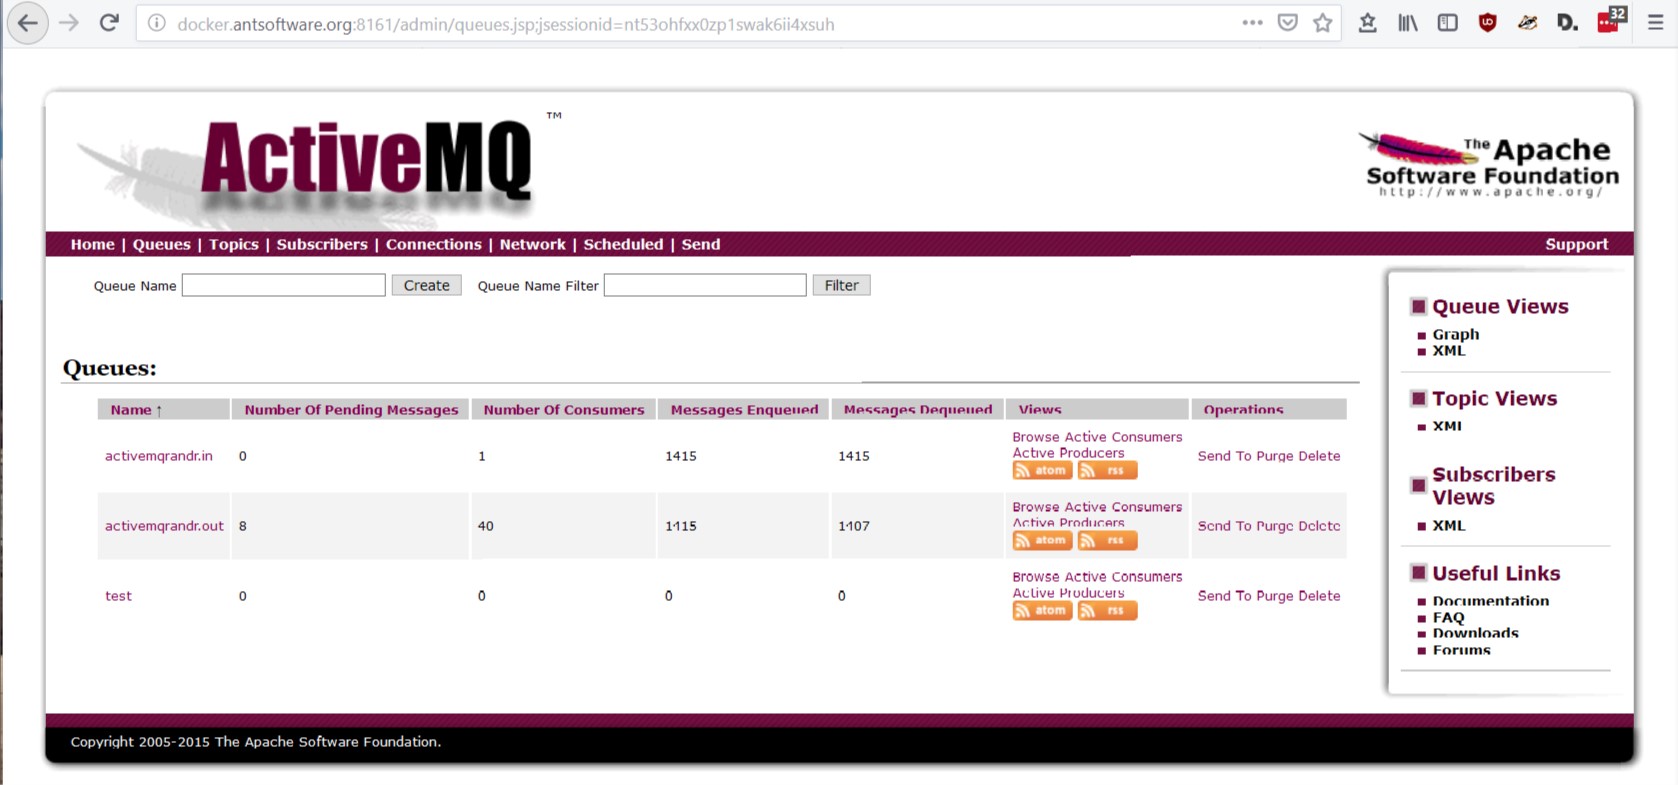 docker.antsoftware.org:8161/admin/queues.jsp;jsessionid=nt53ohfxx0zp1swak6ii4xsuh
32
D.
ActiveMQ TM
The Apache
Software Foundation
http://www.apache.org/
Home | Queues | Topics | Subscribers | Connections | Network | Scheduled | Send
Support
Queue Name Create Queue Name Filter Filter
Queues:
Name ↑ Number Of Pending Messages Number Of Consumers Messages Enqueued Messages Dequeued Views Operations
activemqrandr.in 0 1 1415 1415 Browse Active Consumers
Active Producers
atom rss
Send To Purge Delete
activemqrandr.out 8 40 1115 1107 Browse Active Consumers
Active Producers
atom rss
Send To Purge Delete
test 0 0 0 0 Browse Active Consumers
Active Producers
atom rss
Send To Purge Delete
Queue Views
Graph
XML
Topic Views
XML
Subscribers
Views
XML
Useful Links
Documentation
FAQ
Downloads
Forums
Copyright 2005-2015 The Apache Software Foundation.